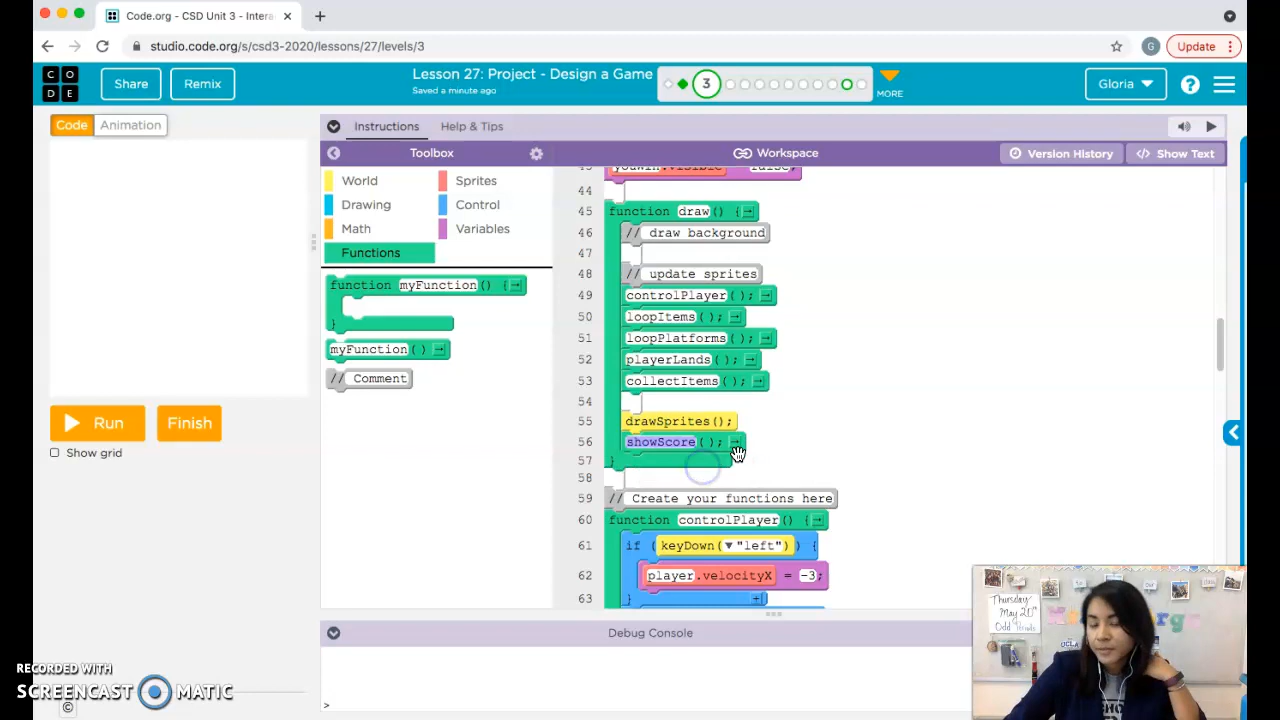 Code.org - CSD Unit 3 - Intera
studio.code.org/s/csd3-2020/lessons/27/levels/3
G
Update
C O
D E
Share
Remix
Lesson 27: Project - Design a Game
Saved a minute ago
3
MORE
Gloria
?
Code
Animation
Instructions
Help & Tips
Toolbox
Workspace
Version History
</> Show Text
World
Sprites
Drawing
Control
Math
Variables
Functions
function myFunction() {
}
myFunction()
// Comment
Run
Finish
Show grid
44
45 function draw() {
46 // draw background
47
48 // update sprites
49 controlPlayer();
50 loopItems();
51 loopPlatforms();
52 playerLands();
53 collectItems();
54
55 drawSprites();
56 showScore();
57 }
58
59 // Create your functions here
60 function controlPlayer() {
61 if (keyDown("left")) {
62 player.velocityX = -3;
63 }
Debug Console
>
Thursday
May 20th
UCLA
RECORDED WITH
SCREENCAST MATIC
©